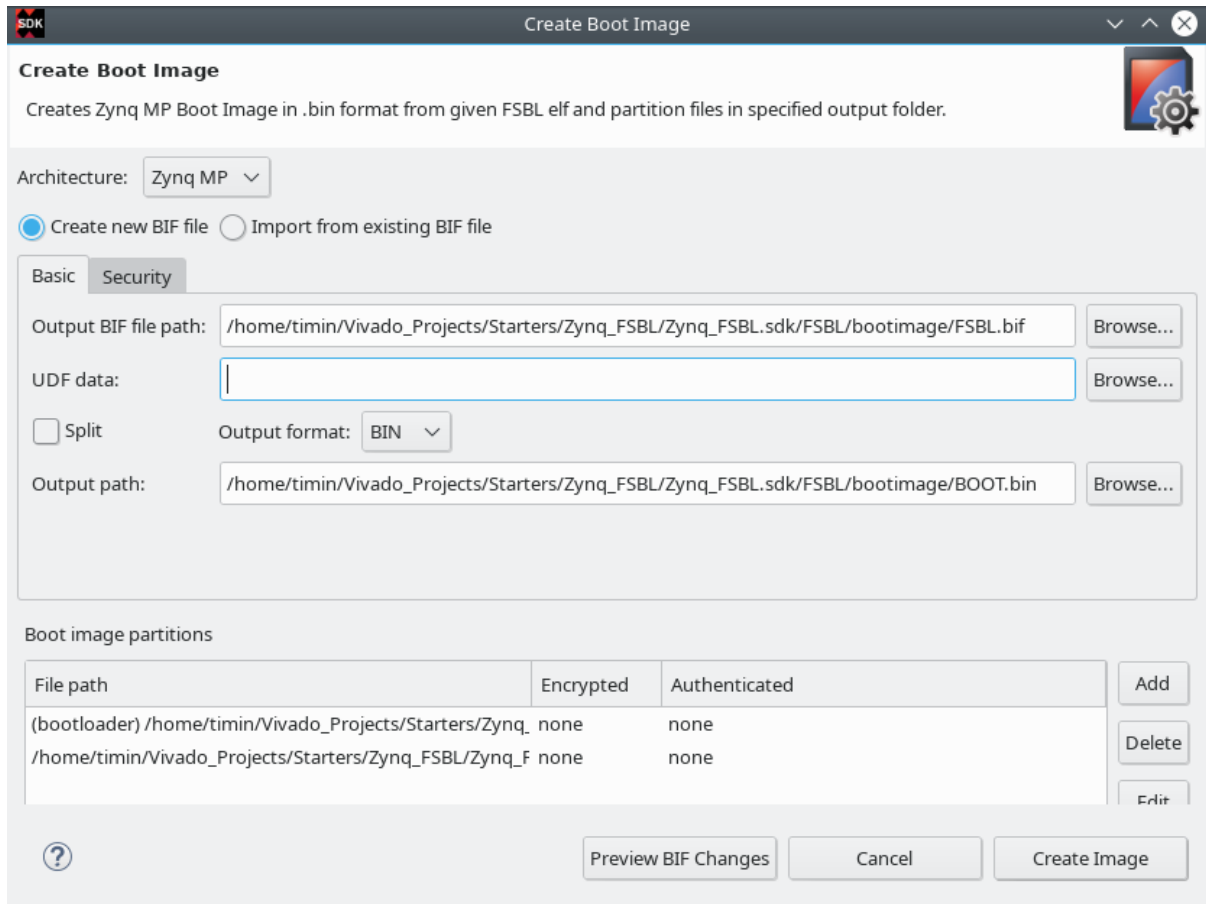 SDK Create Boot Image
Create Boot Image
Creates Zynq MP Boot Image in .bin format from given FSBL elf and partition files in specified output folder.
Architecture: Zynq MP
Create new BIF file Import from existing BIF file
Basic Security
Output BIF file path: /home/timin/Vivado_Projects/Starters/Zynq_FSBL/Zynq_FSBL.sdk/FSBL/bootimage/FSBL.bif Browse...
UDF data: Browse...
Split Output format: BIN
Output path: /home/timin/Vivado_Projects/Starters/Zynq_FSBL/Zynq_FSBL.sdk/FSBL/bootimage/BOOT.bin Browse...
Boot image partitions
File path Encrypted Authenticated Add
(bootloader) /home/timin/Vivado_Projects/Starters/Zynq_ none none
Delete
/home/timin/Vivado_Projects/Starters/Zynq_FSBL/Zynq_F none none
Edit
? Preview BIF Changes Cancel Create Image